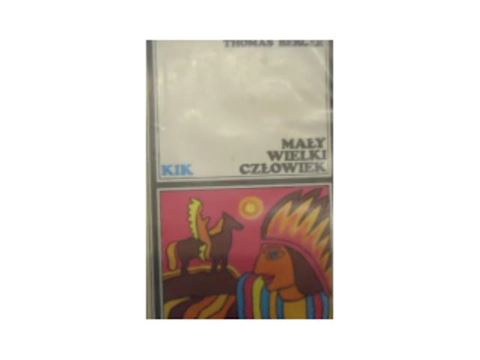 THOMAS BERGER
MAŁY
WIELKI
KIK CZŁOWIEK